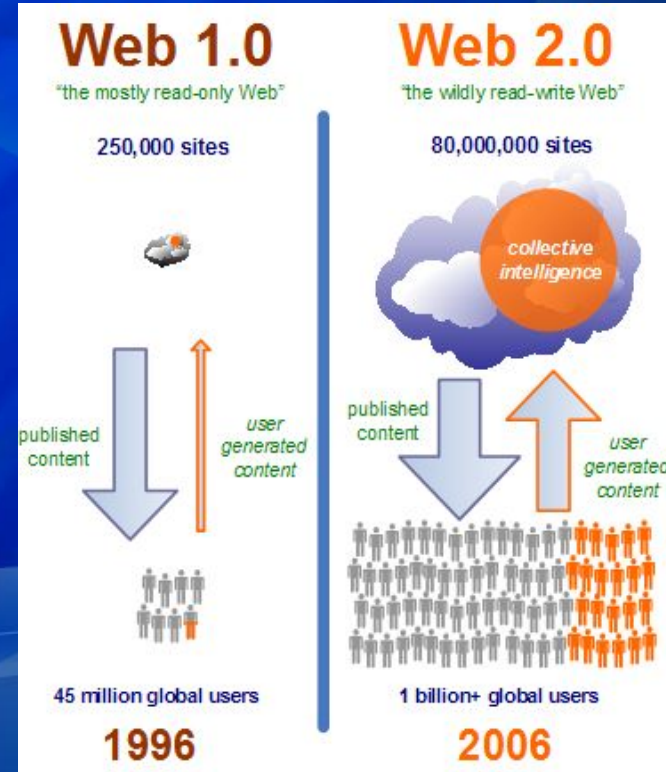 Web 1.0
“the mostly read-only Web”
250,000 sites
published
content
user
generated
content
45 million global users
1996
Web 2.0
“the wildly read-write Web”
80,000,000 sites
collective
intelligence
published
content
user
generated
content
1 billion+ global users
2006